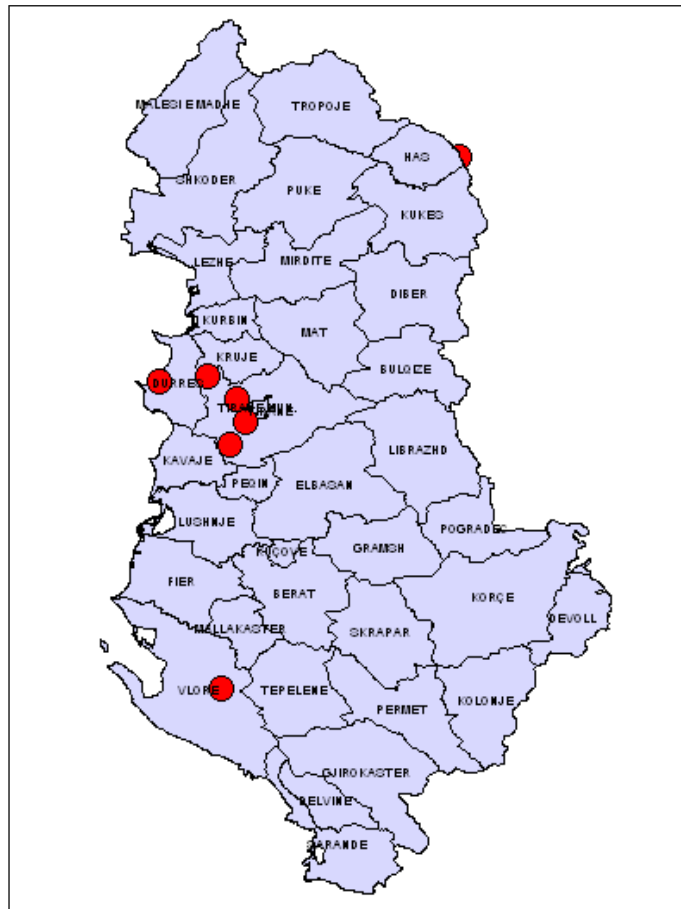 MALESI E MADHE
TROPOJE
HAS
SHKODER
PUKE
KUKES
LEZHE
MIRDITE
DIBER
KURBIN
MAT
KRUJE
BULQIZE
DURRES
KAVAJE
LIBRAZHD
PEQIN
ELBASAN
LUSHNJE
POGRADEC
KUÇOVE
GRAMSH
FIER
BERAT
KORÇE
DEVOLL
MALLAKASTER
SKRAPAR
VLORE
TEPELENE
PERMET
KOLONJE
GJIROKASTER
DELVINE
SARANDE